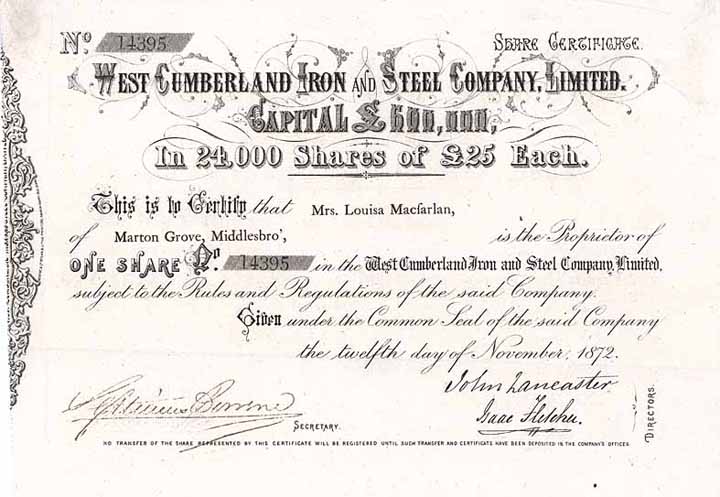 No. 14395 SHARE CERTIFICATE.
WEST CUMBERLAND IRON AND STEEL COMPANY, LIMITED.
CAPITAL £600,000,
In 24,000 Shares of £25 Each.
This is to Certify that Mrs. Louisa Macfarlan,
of Marton Grove, Middlesbro', is the Proprietor of
ONE SHARE No. 14395 in the West Cumberland Iron and Steel Company, Limited,
subject to the Rules and Regulations of the said Company.
Given under the Common Seal of the said Company
the twelfth day of November, 1872.
John Lancaster
Isaac Fletcher.
SECRETARY.
DIRECTORS.
NO TRANSFER OF THE SHARE REPRESENTED BY THIS CERTIFICATE WILL BE REGISTERED UNTIL SUCH TRANSFER AND CERTIFICATE HAVE BEEN DEPOSITED IN THE COMPANY'S OFFICES